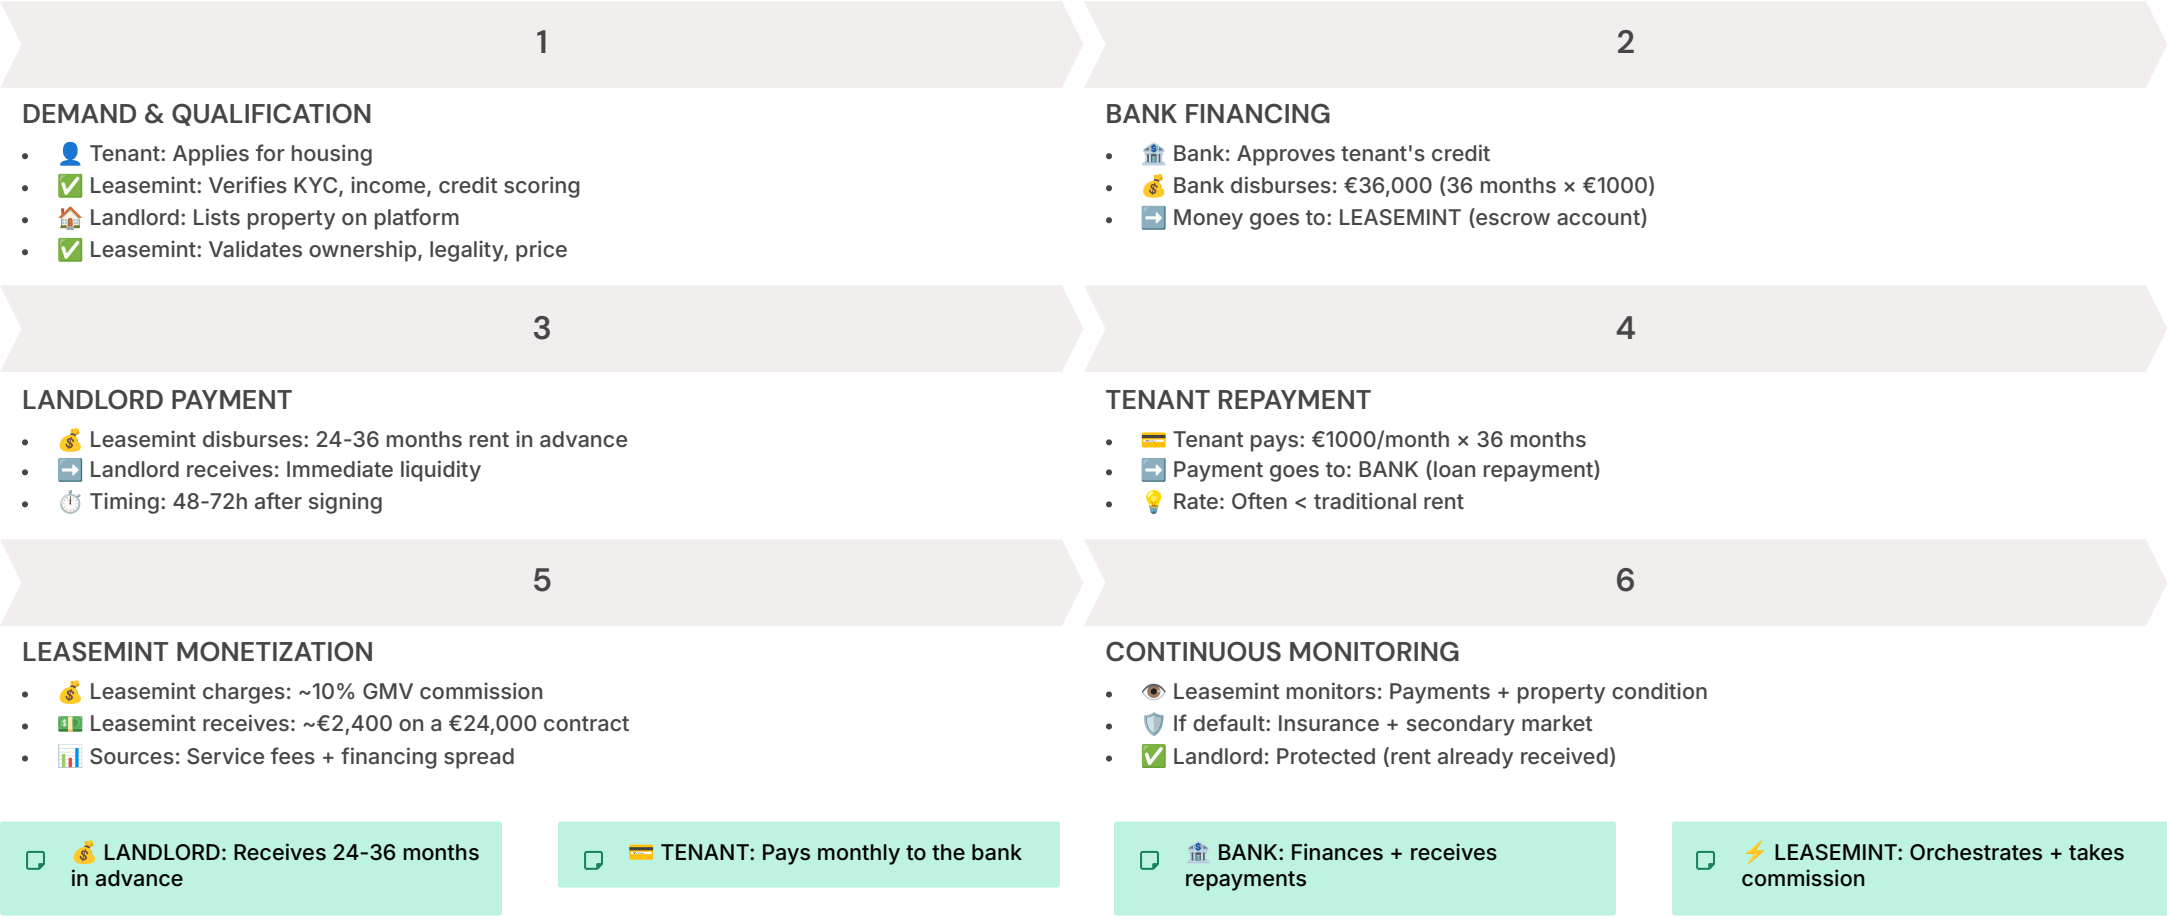 1
DEMAND & QUALIFICATION
• 👤 Tenant: Applies for housing
• ✅ Leasemint: Verifies KYC, income, credit scoring
• 🏠 Landlord: Lists property on platform
• ✅ Leasemint: Validates ownership, legality, price
2
BANK FINANCING
• 🏦 Bank: Approves tenant's credit
• 💰 Bank disburses: €36,000 (36 months × €1000)
• ➡️ Money goes to: LEASEMINT (escrow account)
3
LANDLORD PAYMENT
• 💰 Leasemint disburses: 24-36 months rent in advance
• ➡️ Landlord receives: Immediate liquidity
• ⏱️ Timing: 48-72h after signing
4
TENANT REPAYMENT
• 💳 Tenant pays: €1000/month × 36 months
• ➡️ Payment goes to: BANK (loan repayment)
• 💡 Rate: Often < traditional rent
5
LEASEMINT MONETIZATION
• 💰 Leasemint charges: ~10% GMV commission
• 💵 Leasemint receives: ~€2,400 on a €24,000 contract
• 📊 Sources: Service fees + financing spread
6
CONTINUOUS MONITORING
• 👁️ Leasemint monitors: Payments + property condition
• 🛡️ If default: Insurance + secondary market
• ✅ Landlord: Protected (rent already received)
💰 LANDLORD: Receives 24-36 months
in advance
💳 TENANT: Pays monthly to the bank
🏦 BANK: Finances + receives
repayments
⚡ LEASEMINT: Orchestrates + takes
commission